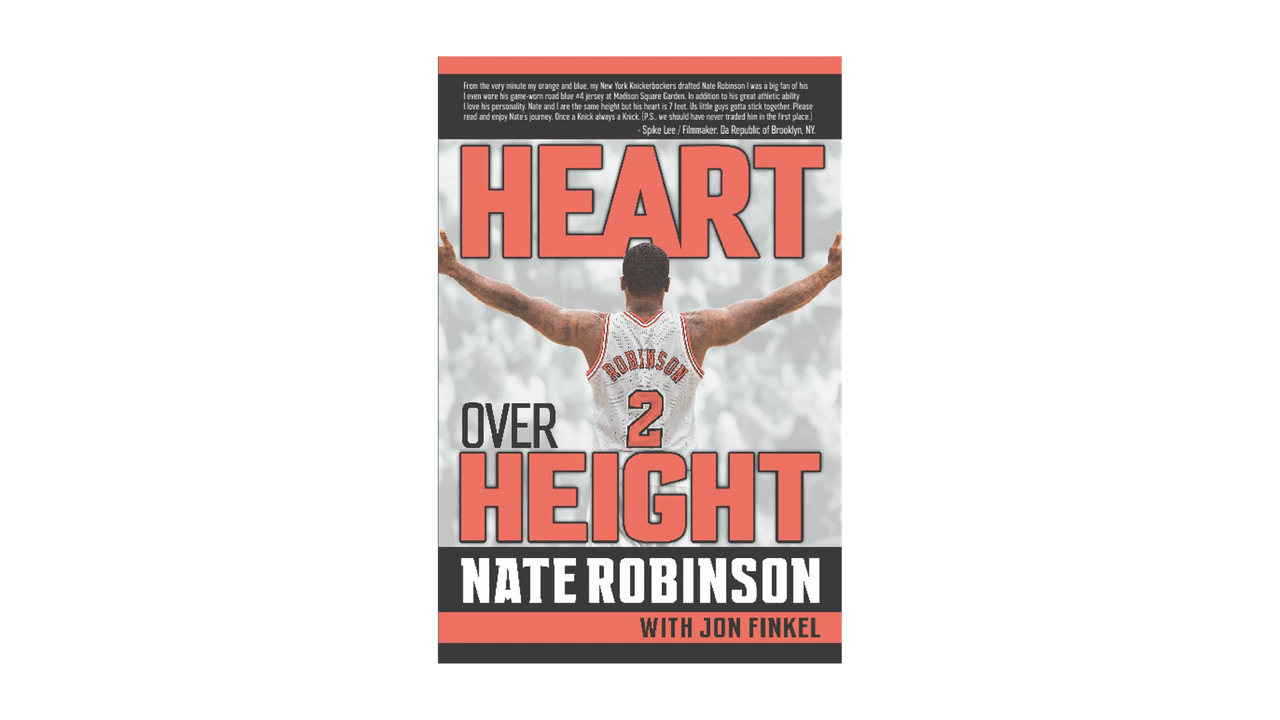 From the very minute my orange and blue, my New York Knickerbockers drafted Nate Robinson I was a big fan of his
I even wore his game-worn road blue #4 jersey at Madison Square Garden. In addition to his great athletic ability
I love his personality. Nate and I are the same height but his heart is 7 feet. Us little guys gotta stick together. Please
read and enjoy Nate's journey. Once a Knick always a Knick. (P.S.. we should have never traded him in the first place.)
- Spike Lee / Filmmaker, Da Republic of Brooklyn, NY.
HEART
ROBINSON
2
OVER
HEIGHT
NATE ROBINSON
WITH JON FINKEL